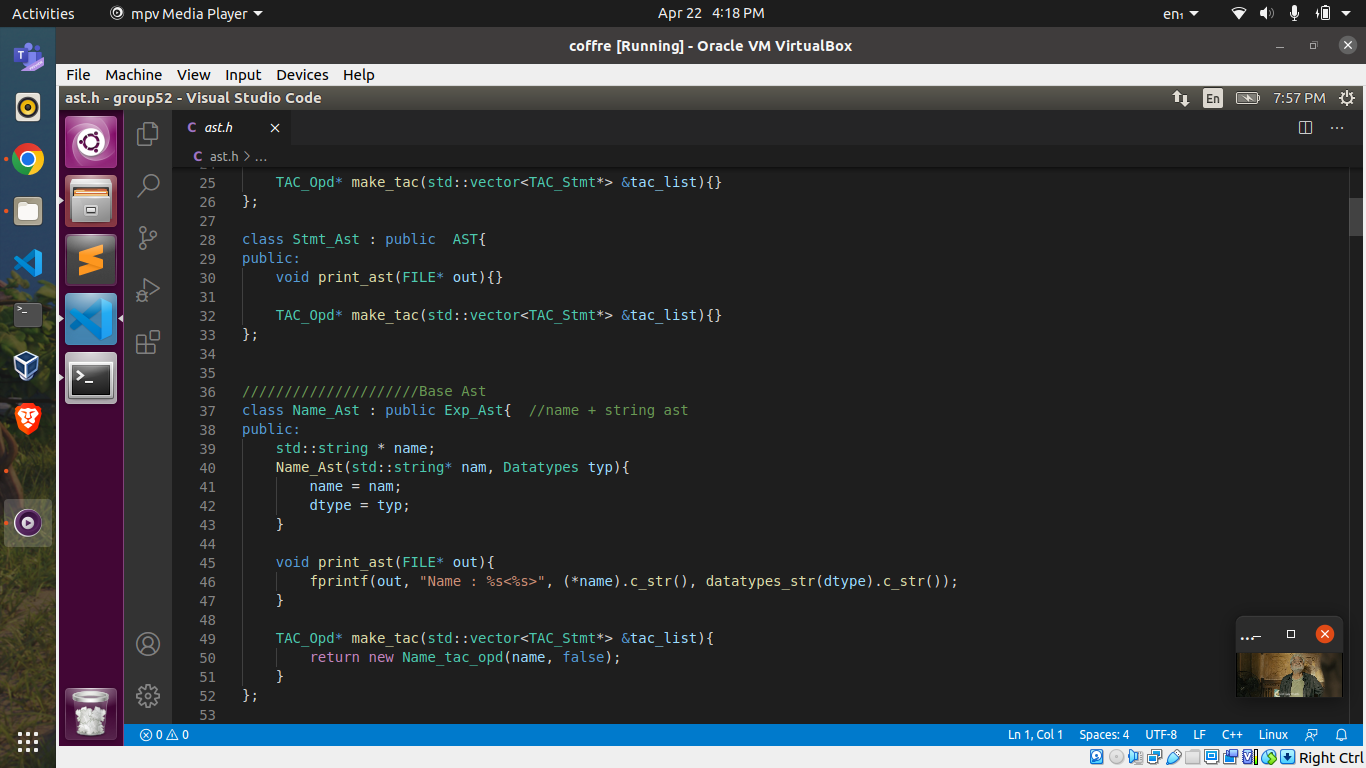 Activities
mpv Media Player
Apr 22 4:18 PM
en₁
coffre [Running] - Oracle VM VirtualBox
File Machine View Input Devices Help
ast.h - group52 - Visual Studio Code
En
7:57 PM
C ast.h
C ast.h > ...
25 TAC_Opd* make_tac(std::vector<TAC_Stmt*> &tac_list){}
26 };
27
28 class Stmt_Ast : public  AST{
29 public:
30 void print_ast(FILE* out){}
31
32 TAC_Opd* make_tac(std::vector<TAC_Stmt*> &tac_list){}
33 };
34
35
36 /////////////////////Base Ast
37 class Name_Ast : public Exp_Ast{  //name + string ast
38 public:
39 std::string * name;
40 Name_Ast(std::string* nam, Datatypes typ){
41 name = nam;
42 dtype = typ;
43 }
44
45 void print_ast(FILE* out){
46 fprintf(out, "Name : %s<%s>", (*name).c_str(), datatypes_str(dtype).c_str());
47 }
48
49 TAC_Opd* make_tac(std::vector<TAC_Stmt*> &tac_list){
50 return new Name_tac_opd(name, false);
51 }
52 };
53
0 0
Ln 1, Col 1
Spaces: 4
UTF-8
LF
C++
Linux
Right Ctrl